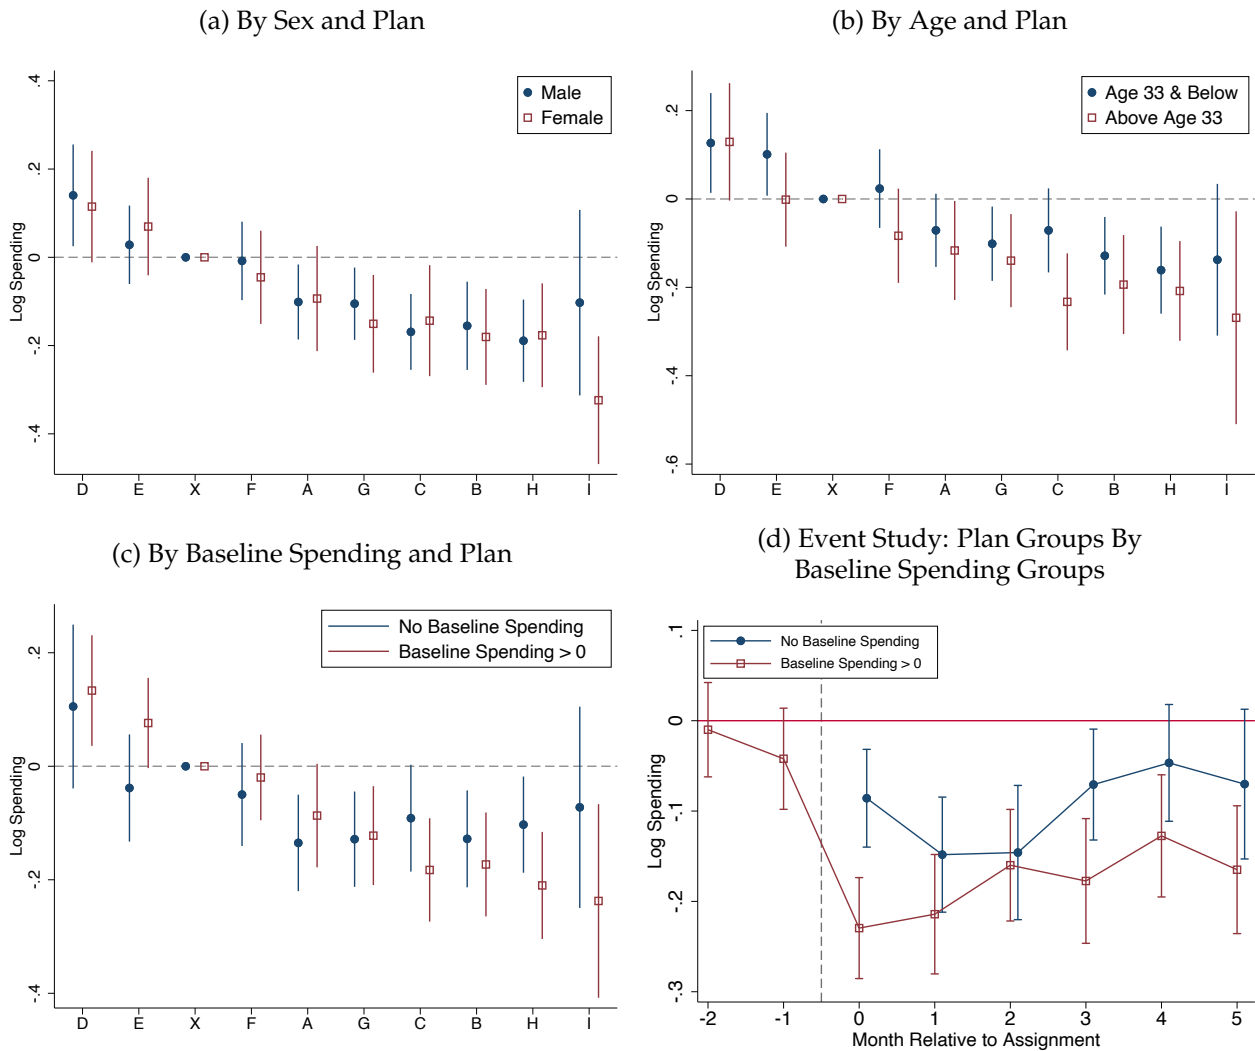 (a) By Sex and Plan
.4
.2
0
-.2
-.4
Log Spending
Male
Female
D E X F A G C B H I
(b) By Age and Plan
.2
0
-.2
-.4
-.6
Log Spending
Age 33 & Below
Above Age 33
D E X F A G C B H I
(c) By Baseline Spending and Plan
.2
0
-.2
-.4
Log Spending
No Baseline Spending
Baseline Spending > 0
D E X F A G C B H I
(d) Event Study: Plan Groups By
Baseline Spending Groups
.1
0
-.1
-.2
-.3
Log Spending
No Baseline Spending
Baseline Spending > 0
-2 -1 0 1 2 3 4 5
Month Relative to Assignment